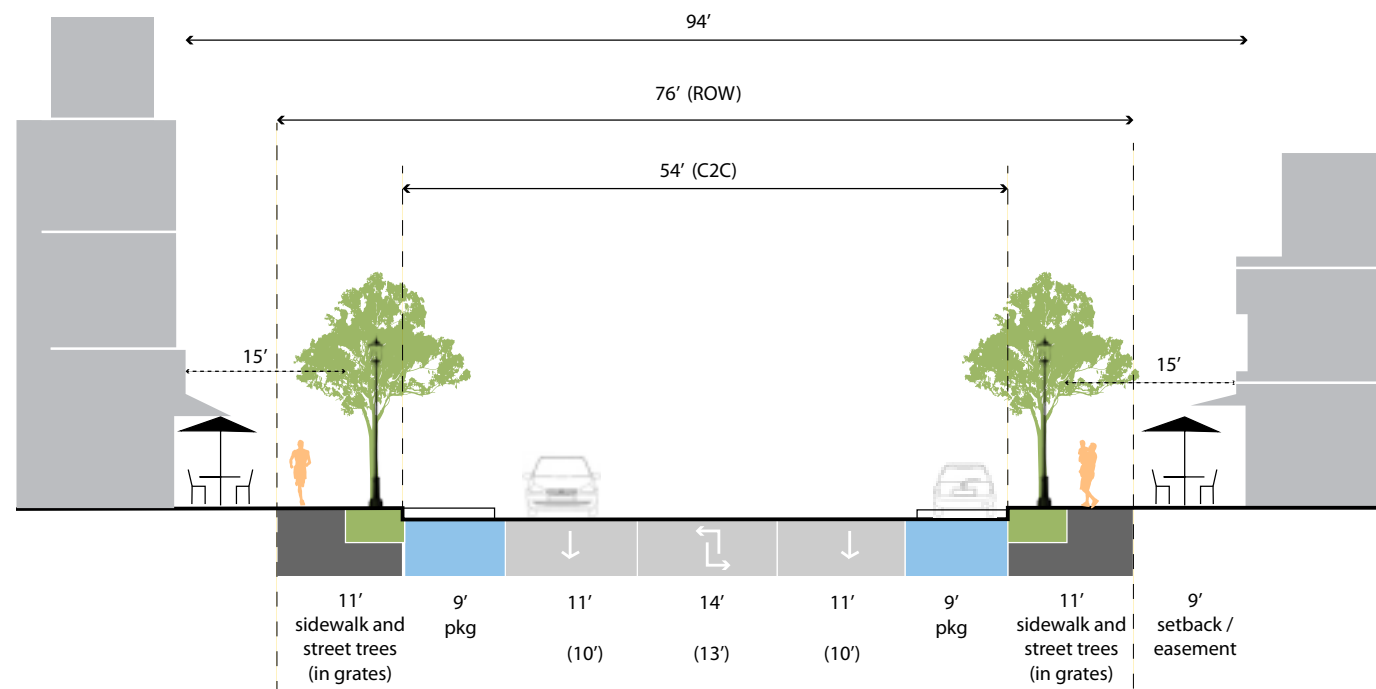 94’
76’ (ROW)
54’ (C2C)
15’
15’
11’
sidewalk and
street trees
(in grates)
9’
pkg
11’
(10’)
14’
(13’)
11’
(10’)
9’
pkg
11’
sidewalk and
street trees
(in grates)
9’
setback /
easement